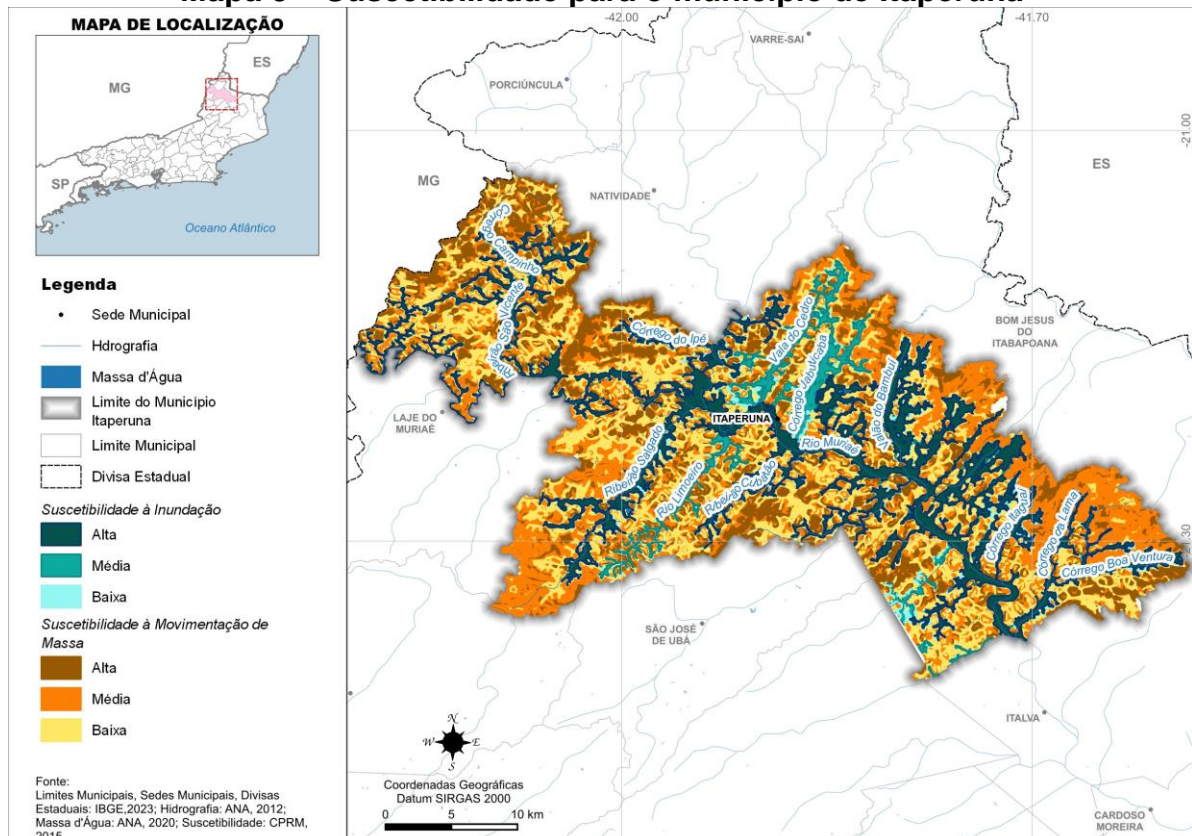 Mapa 6 – Suscetibilidade para o Município de Itaperuna
MAPA DE LOCALIZAÇÃO
MG
ES
SP
Oceano Atlântico
Legenda
Sede Municipal
Hdrografia
Massa d'Água
Limite do Municipio
Itaperuna
Limite Municipal
Divisa Estadual
Suscetibilidade à Inundação
Alta
Média
Baixa
Suscetibilidade à Movimentação de
Massa
Alta
Média
Baixa
Fonte:
Limites Municipais, Sedes Municipais, Divisas
Estaduais: IBGE,2023; Hidrografia: ANA, 2012;
Massa d'Água: ANA, 2020; Suscetibilidade: CPRM,
2015
-42.00
-41.70
VARRE-SAI
PORCIÚNCULA
-21.00
MG
ES
NATIVIDADE
Córrego Campinho
Ribeirão São Vicente
Córrego do Ipê
Vala do Cedro
Córrego Jabuticaba
Valão do Bambuí
BOM JESUS
DO
ITABAPOANA
LAJE DO
MURIAÉ
ITAPERUNA
Rio Muriaé
Ribeirão Salgado
Rio Limoeiro
Ribeirão Cubatão
Córrego Itaguaí
Córrego da Lama
Córrego Boa Ventura
-21.30
SÃO JOSÉ
DE UBÁ
ITALVA
CARDOSO
MOREIRA
N
W
E
S
Coordenadas Geográficas
Datum SIRGAS 2000
0 5 10 km